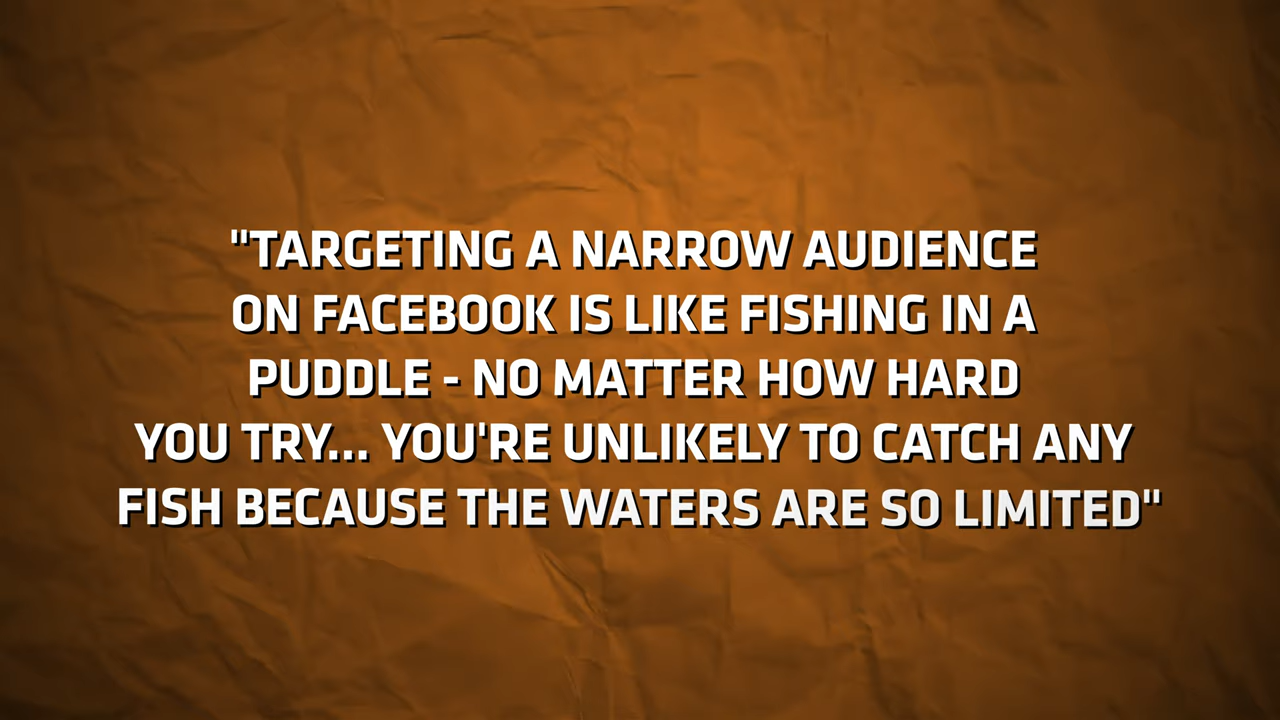 "TARGETING A NARROW AUDIENCE
ON FACEBOOK IS LIKE FISHING IN A
PUDDLE - NO MATTER HOW HARD
YOU TRY... YOU'RE UNLIKELY TO CATCH ANY
FISH BECAUSE THE WATERS ARE SO LIMITED"